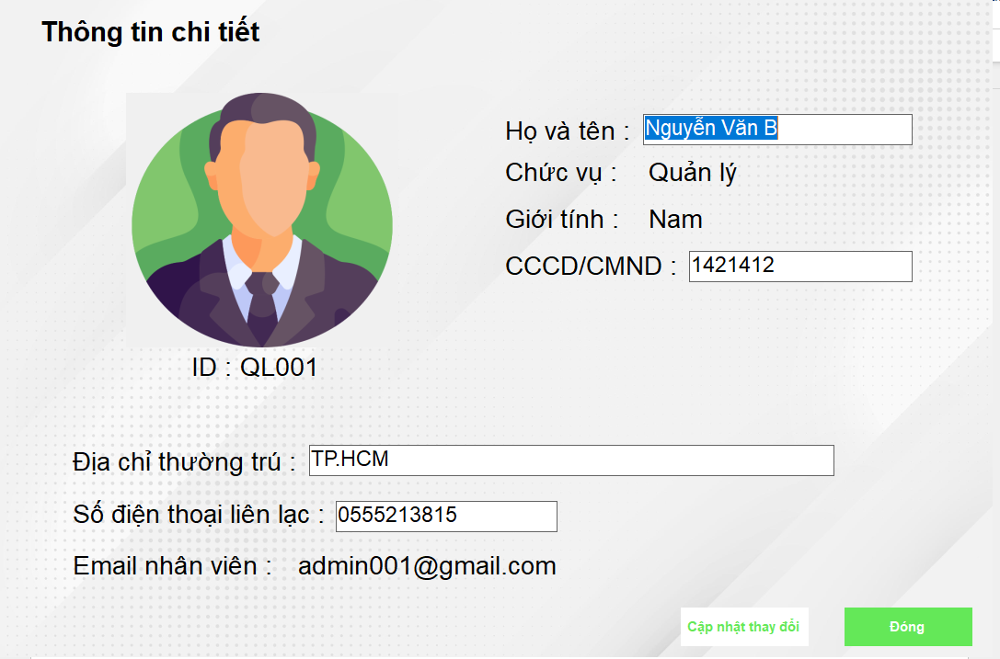 Thông tin chi tiết
Họ và tên : Nguyễn Văn B
Chức vụ : Quản lý
Giới tính : Nam
CCCD/CMND : 1421412
ID : QL001
Địa chỉ thường trú : TP.HCM
Số điện thoại liên lạc : 0555213815
Email nhân viên : admin001@gmail.com
Cập nhật thay đổi Đóng